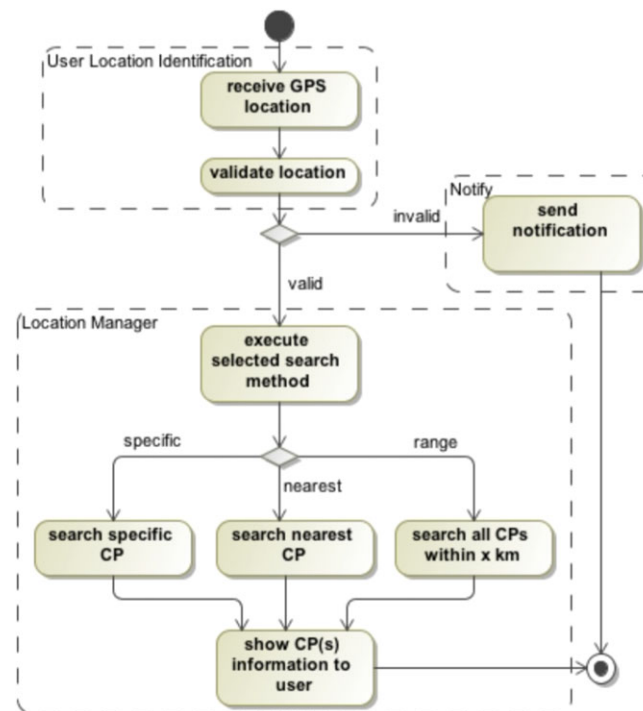 User Location Identification
receive GPS
location
validate location
Notify
invalid
send
notification
valid
Location Manager
execute
selected search
method
specific
range
nearest
search specific
CP
search nearest
CP
search all CPs
within x km
show CP(s)
information to
user